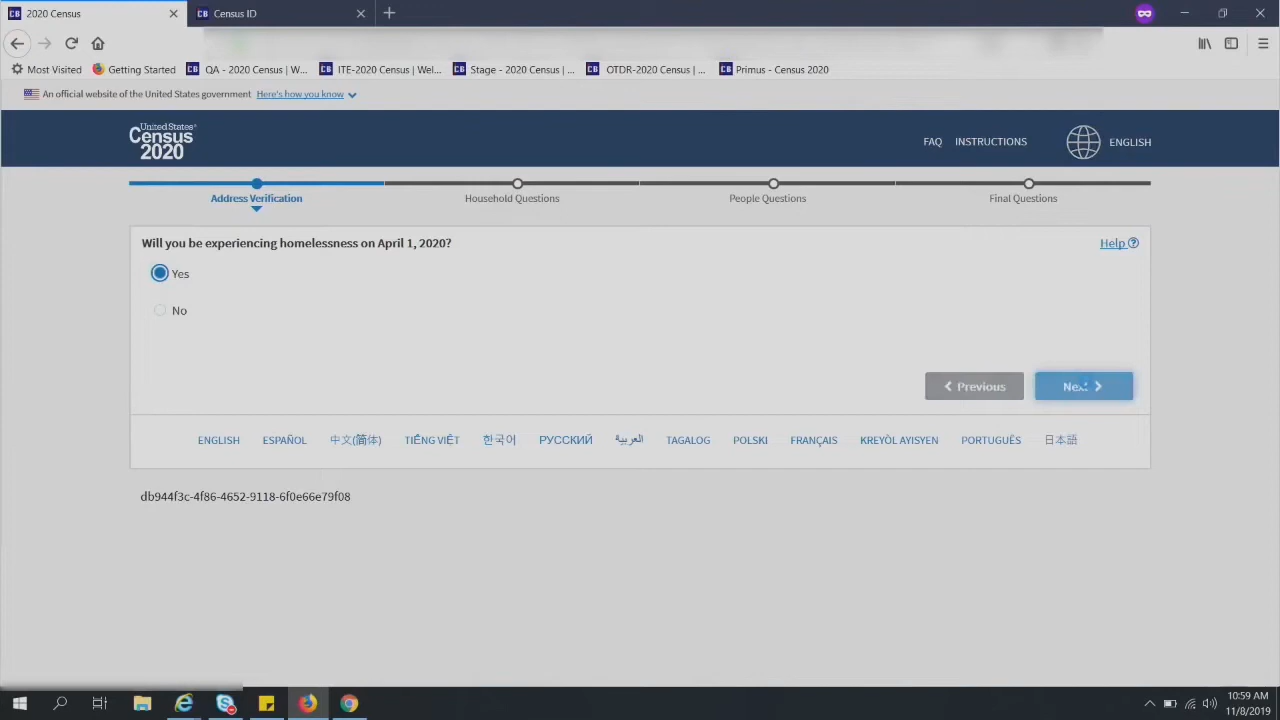 2020 Census
Census ID
Most Visited
Getting Started
QA - 2020 Census | W...
ITE-2020 Census | Wel...
Stage - 2020 Census | ...
OTDR-2020 Census | ...
Primus - Census 2020
An official website of the United States government Here's how you know
United States®
Census
2020
FAQ INSTRUCTIONS ENGLISH
Address Verification
Household Questions
People Questions
Final Questions
Will you be experiencing homelessness on April 1, 2020?
Help
Yes
No
Previous
Next
ENGLISH ESPAÑOL 中文(简体) TIẾNG VIỆT 한국어 РУССКИЙ العربية TAGALOG POLSKI FRANÇAIS KREYÒL AYISYEN PORTUGUÊS 日本語
db944f3c-4f86-4652-9118-6f0e66e79f08
10:59 AM
11/8/2019